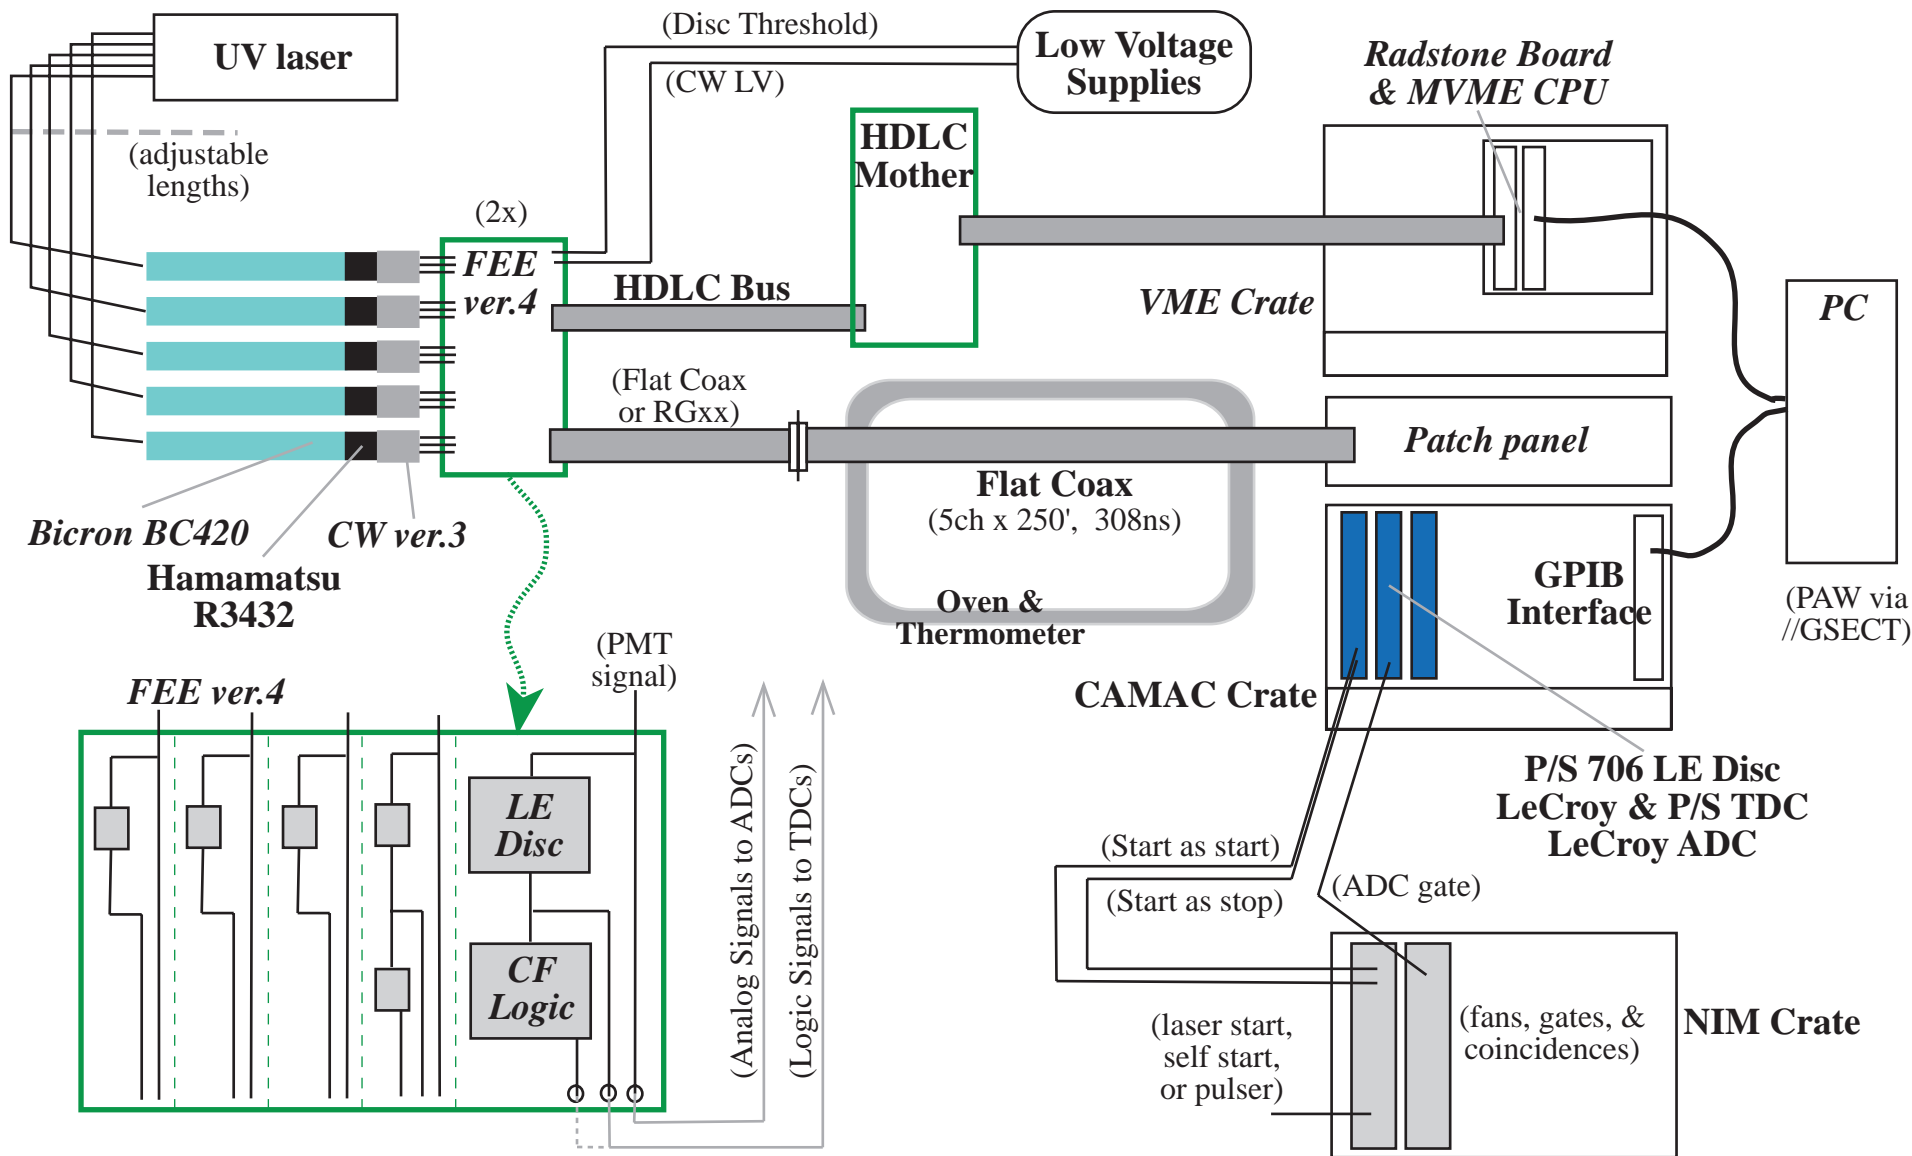 UV laser
(adjustable
lengths)
(Disc Threshold)
(CW LV)
Low Voltage
Supplies
Radstone Board
& MVME CPU
HDLC
Mother
(2x)
FEE
ver.4
HDLC Bus
VME Crate
PC
(Flat Coax
or RGxx)
Patch panel
Flat Coax
(5ch x 250',  308ns)
Bicron BC420
CW ver.3
Hamamatsu
R3432
Oven &
Thermometer
GPIB
Interface
(PAW via
//GSECT)
(PMT
signal)
CAMAC Crate
FEE ver.4
P/S 706 LE Disc
LeCroy & P/S TDC
LeCroy ADC
LE
Disc
CF
Logic
(Analog Signals to ADCs)
(Logic Signals to TDCs)
(Start as start)
(Start as stop)
(ADC gate)
(laser start,
self start,
or pulser)
(fans, gates, &
coincidences)
NIM Crate